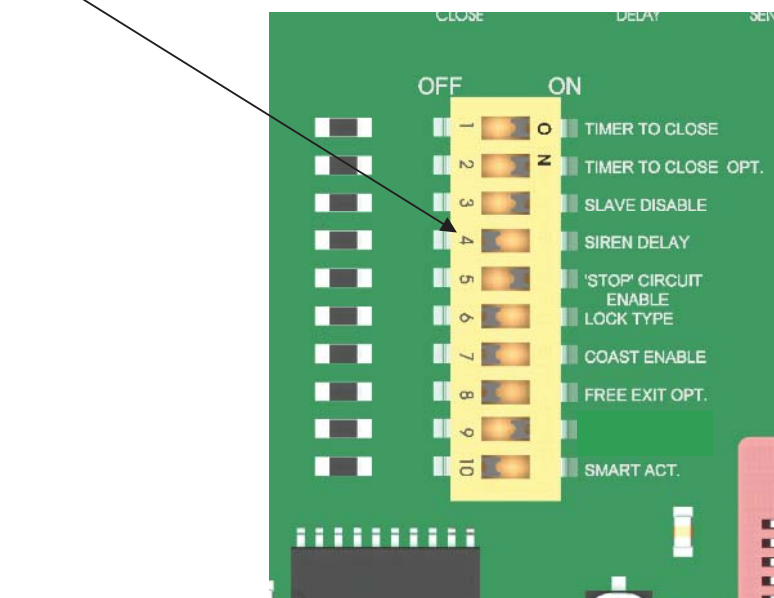 CLOSE DELAY
OFF ON
1 O TIMER TO CLOSE
2 N TIMER TO CLOSE OPT.
3 SLAVE DISABLE
4 SIREN DELAY
5 'STOP' CIRCUIT
ENABLE
6 LOCK TYPE
7 COAST ENABLE
8 FREE EXIT OPT.
9
10 SMART ACT.